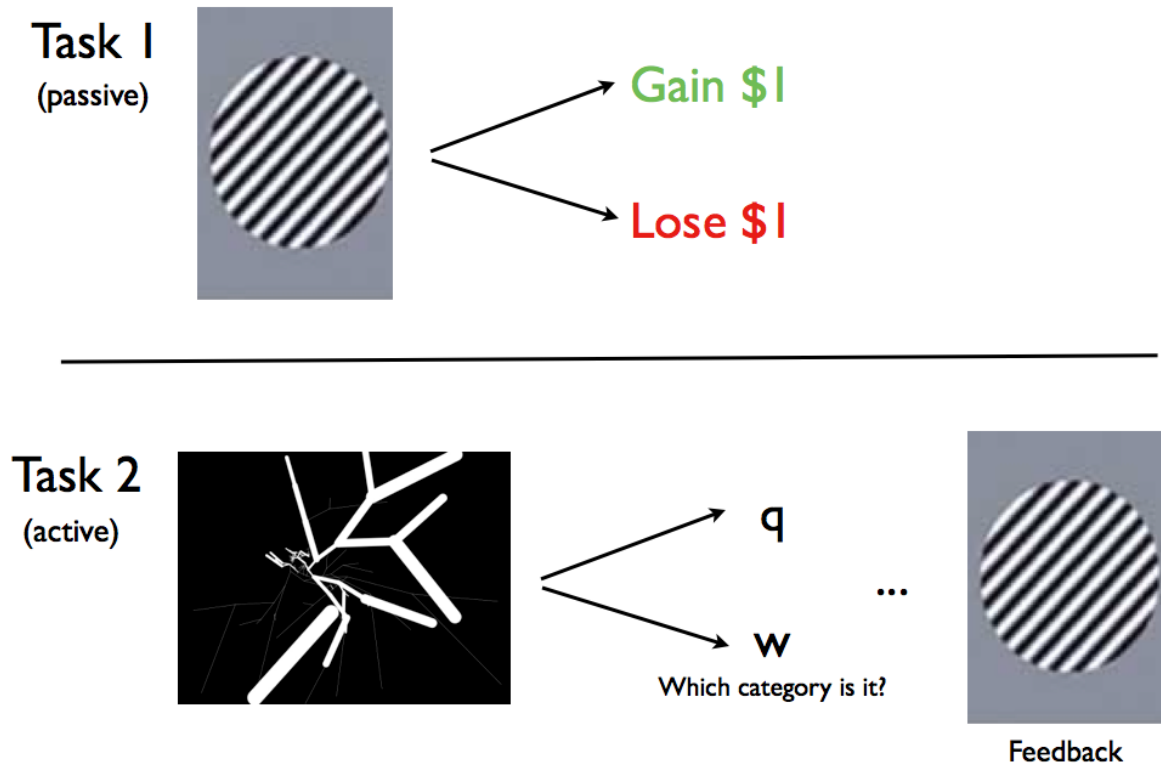 Task 1
(passive)
Gain $1
Lose $1
Task 2
(active)
q
...
w
Which category is it?
Feedback